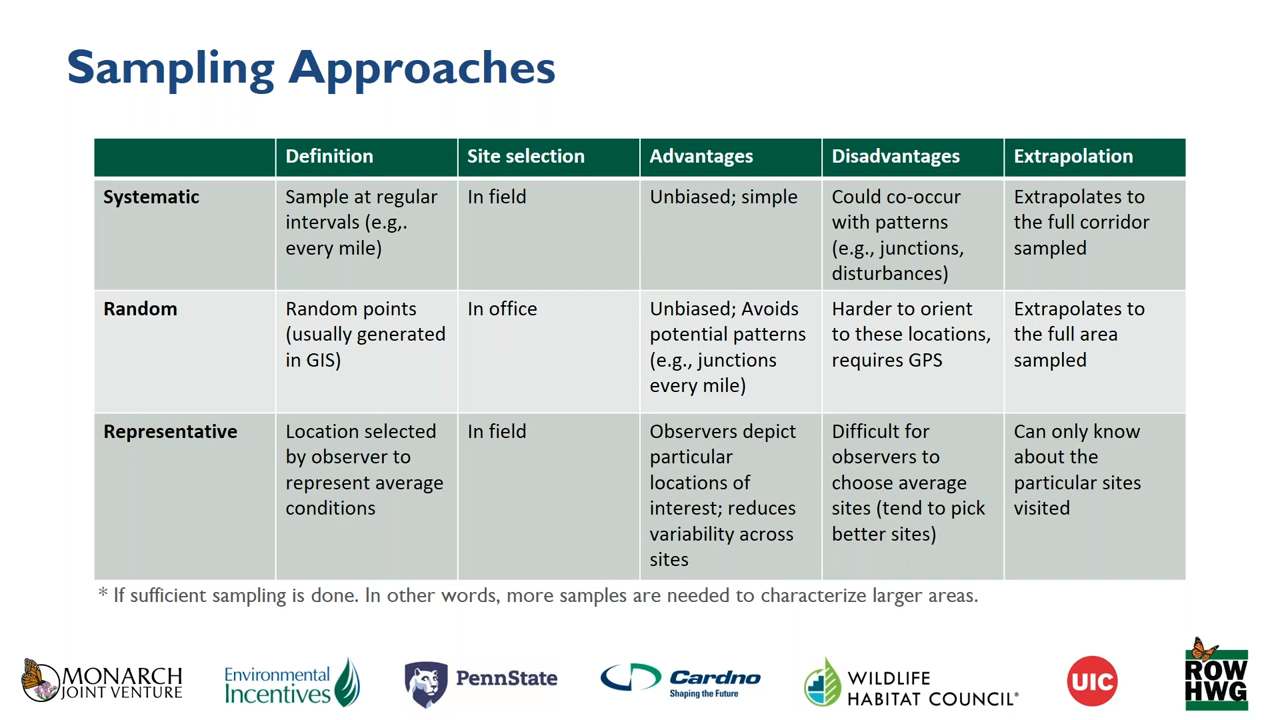 Sampling Approaches
Definition
Site selection
Advantages
Disadvantages
Extrapolation
Systematic
Sample at regular
intervals (e.g,.
every mile)
In field
Unbiased; simple
Could co-occur
with patterns
(e.g., junctions,
disturbances)
Extrapolates to
the full corridor
sampled
Random
Random points
(usually generated
in GIS)
In office
Unbiased; Avoids
potential patterns
(e.g., junctions
every mile)
Harder to orient
to these locations,
requires GPS
Extrapolates to
the full area
sampled
Representative
Location selected
by observer to
represent average
conditions
In field
Observers depict
particular
locations of
interest; reduces
variability across
sites
Difficult for
observers to
choose average
sites (tend to pick
better sites)
Can only know
about the
particular sites
visited
* If sufficient sampling is done. In other words, more samples are needed to characterize larger areas.
MONARCH
JOINT VENTURE
Environmental
Incentives
PennState
Cardno
Shaping the Future
WILDLIFE
HABITAT COUNCIL®
UIC
ROW
HWG